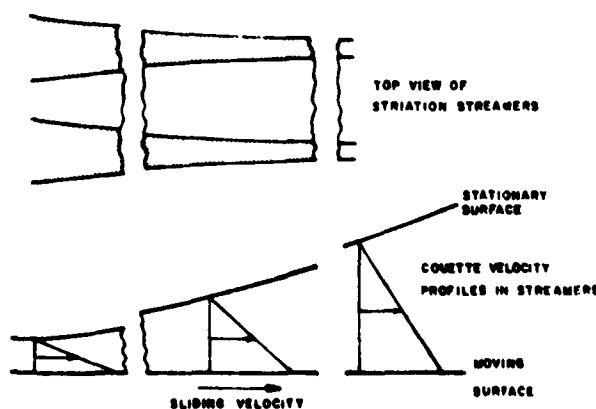 TOP VIEW OF
STRIATION STREAMERS
STATIONARY
SURFACE
COUETTE VELOCITY
PROFILES IN STREAMERS
MOVING
SURFACE
SLIDING VELOCITY